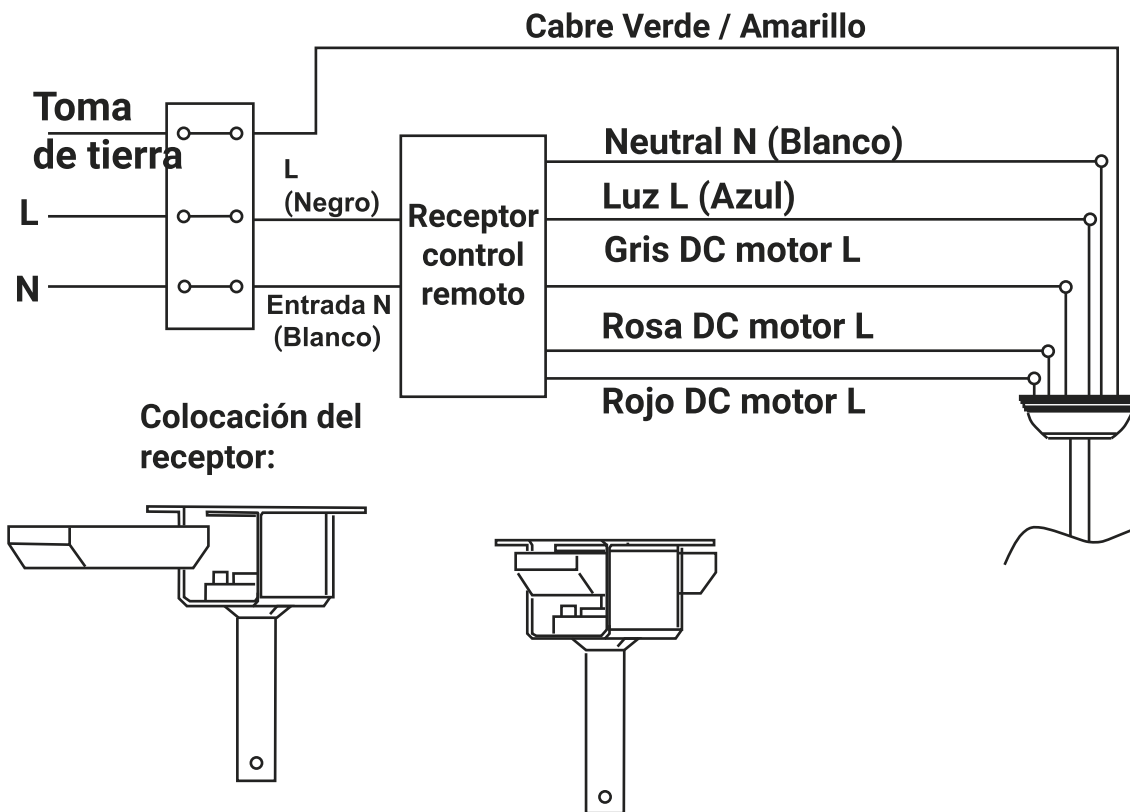 Cabre Verde / Amarillo
Toma
de tierra
L
N
L
(Negro)
Entrada N
(Blanco)
Receptor
control
remoto
Neutral N (Blanco)
Luz L (Azul)
Gris DC motor L
Rosa DC motor L
Rojo DC motor L
Colocación del
receptor: